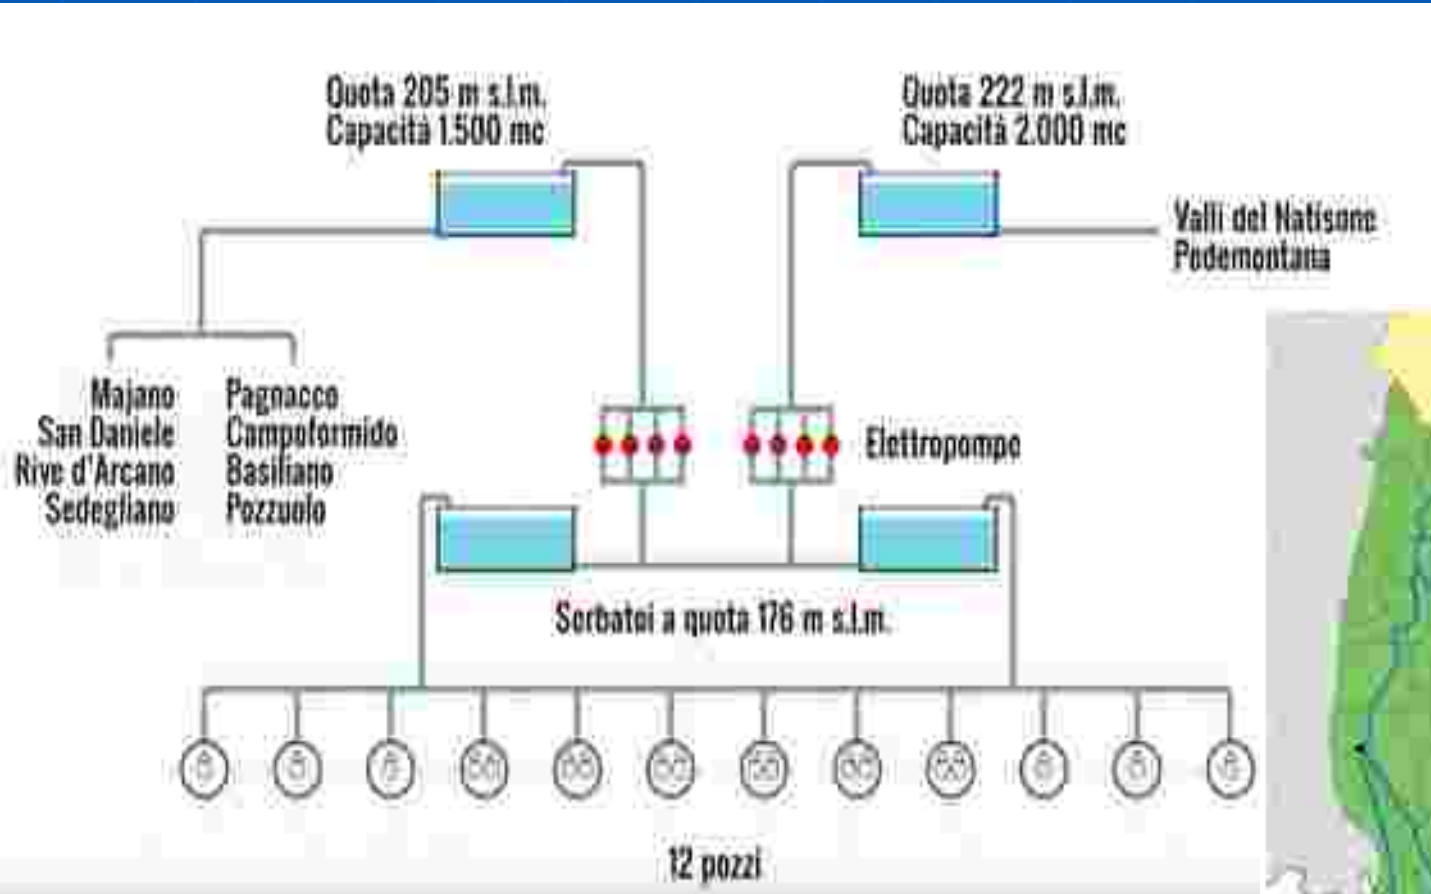 Quota 205 m s.l.m.
Capacità 1.500 mc
Quota 222 m s.l.m.
Capacità 2.000 mc
Valli del Natisone
Pedemontana
Majano
San Daniele
Rive d'Arcano
Sedegliano
Pagnacco
Campoformido
Basiliano
Pozzuolo
Elettropompe
Serbatoi a quota 176 m s.l.m.
12 pozzi